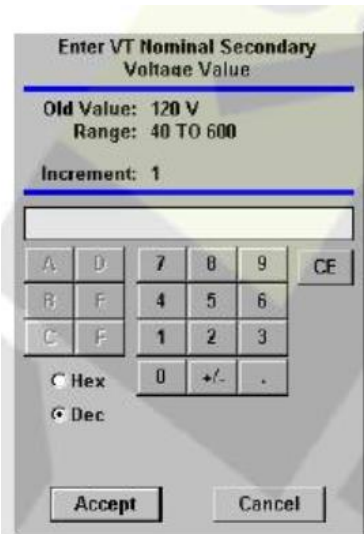 Enter VT Nominal Secondary
Voltage Value
Old Value: 120 V
Range: 40 TO 600
Increment: 1
A D 7 8 9 CE
B E 4 5 6
C F 1 2 3
Hex 0 +/- .
Dec
Accept Cancel